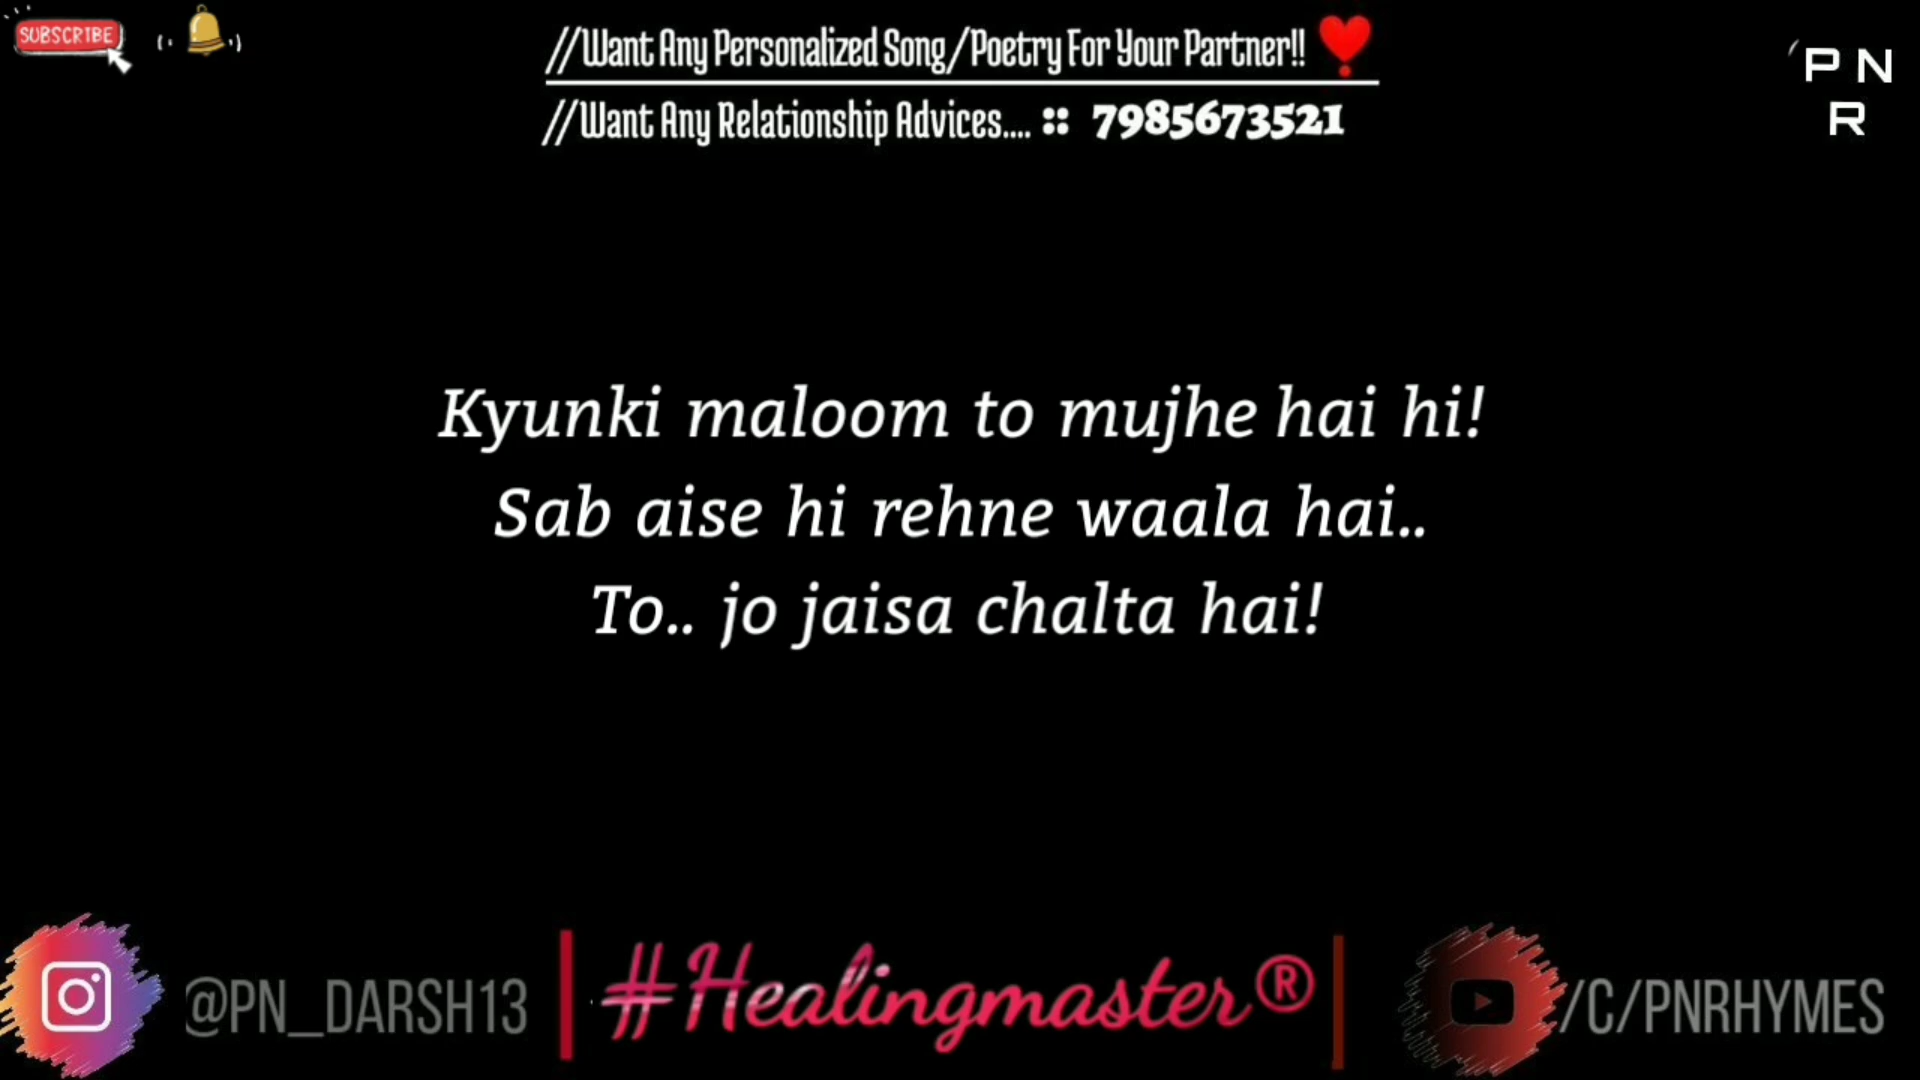 SUBSCRIBE
//Want Any Personalized Song/Poetry For Your Partner!!
//Want Any Relationship Advices.... :: 7985673521
P N
R
Kyunki maloom to mujhe hai hi!
Sab aise hi rehne waala hai..
To.. jo jaisa chalta hai!
@PN_DARSH13
#Healingmaster®
/C/PNRHYMES